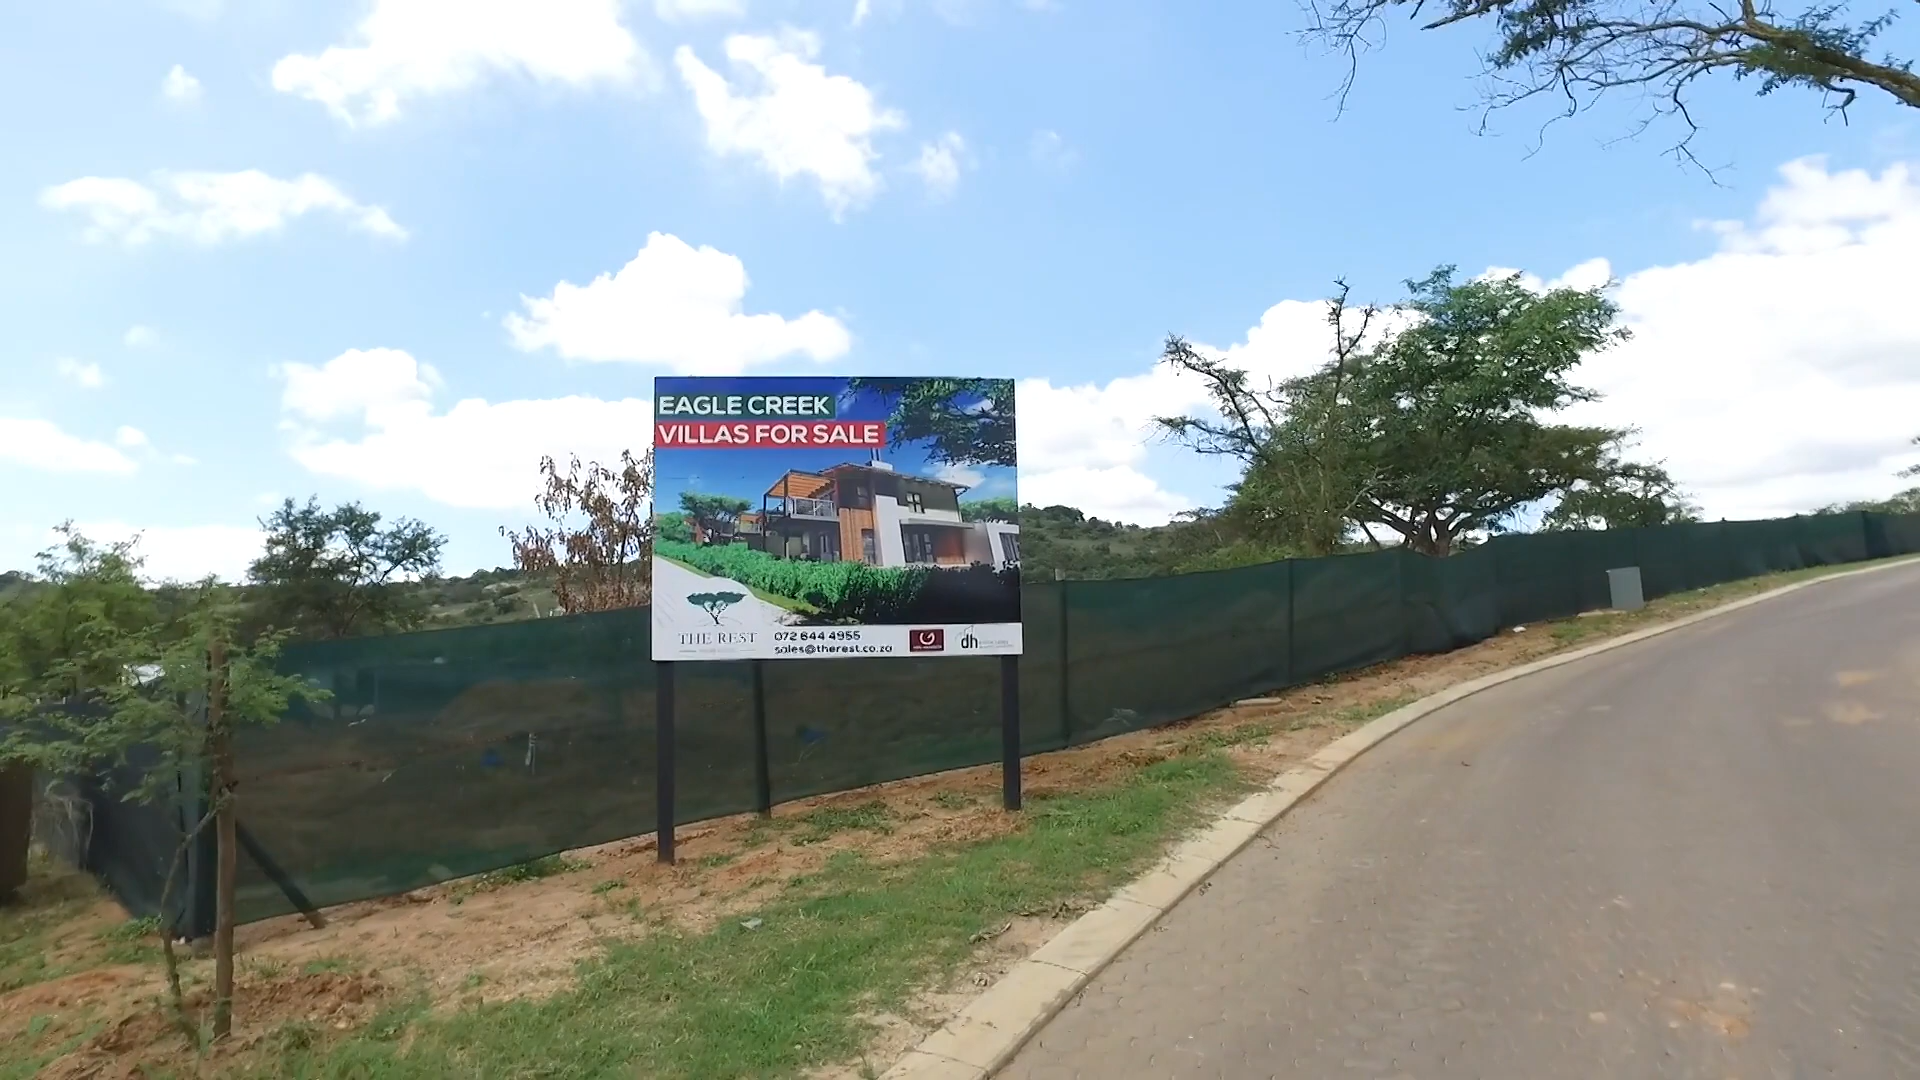 EAGLE CREEK
VILLAS FOR SALE
THE REST
072 644 4955
sales@therest.co.za
dh